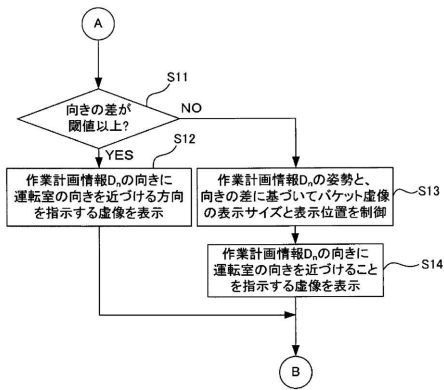 A
S11
向きの差が
閾値以上?
NO
YES
S12
作業計画情報Dnの向きに
運転室の向きを近づける方向
を指示する虚像を表示
作業計画情報Dnの姿勢と、
向きの差に基づいてバケット虚像
の表示サイズと表示位置を制御
S13
作業計画情報Dnの向きに
運転室の向きを近づけること
を指示する虚像を表示
S14
B